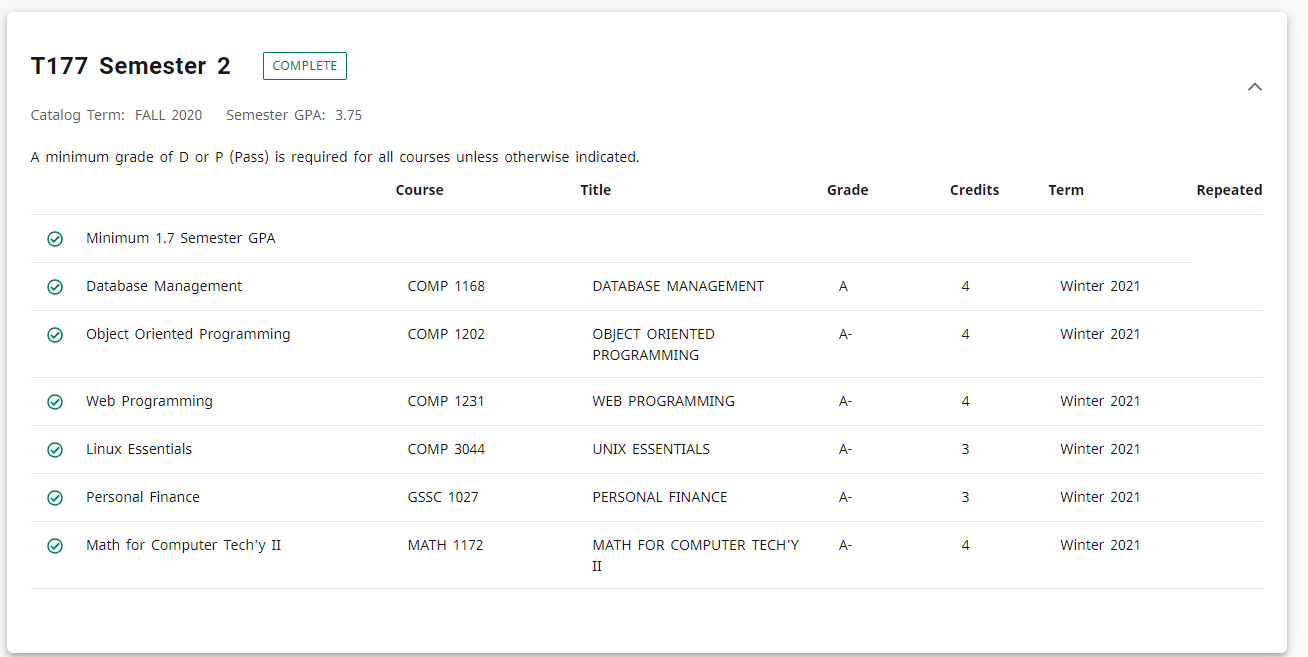 T177 Semester 2 COMPLETE
Catalog Term: FALL 2020 Semester GPA: 3.75
A minimum grade of D or P (Pass) is required for all courses unless otherwise indicated.
Course Title Grade Credits Term Repeated
Minimum 1.7 Semester GPA
Database Management COMP 1168 DATABASE MANAGEMENT A 4 Winter 2021
Object Oriented Programming COMP 1202 OBJECT ORIENTED A- 4 Winter 2021
PROGRAMMING
Web Programming COMP 1231 WEB PROGRAMMING A- 4 Winter 2021
Linux Essentials COMP 3044 UNIX ESSENTIALS A- 3 Winter 2021
Personal Finance GSSC 1027 PERSONAL FINANCE A- 3 Winter 2021
Math for Computer Tech'y II MATH 1172 MATH FOR COMPUTER TECH'Y A- 4 Winter 2021
II